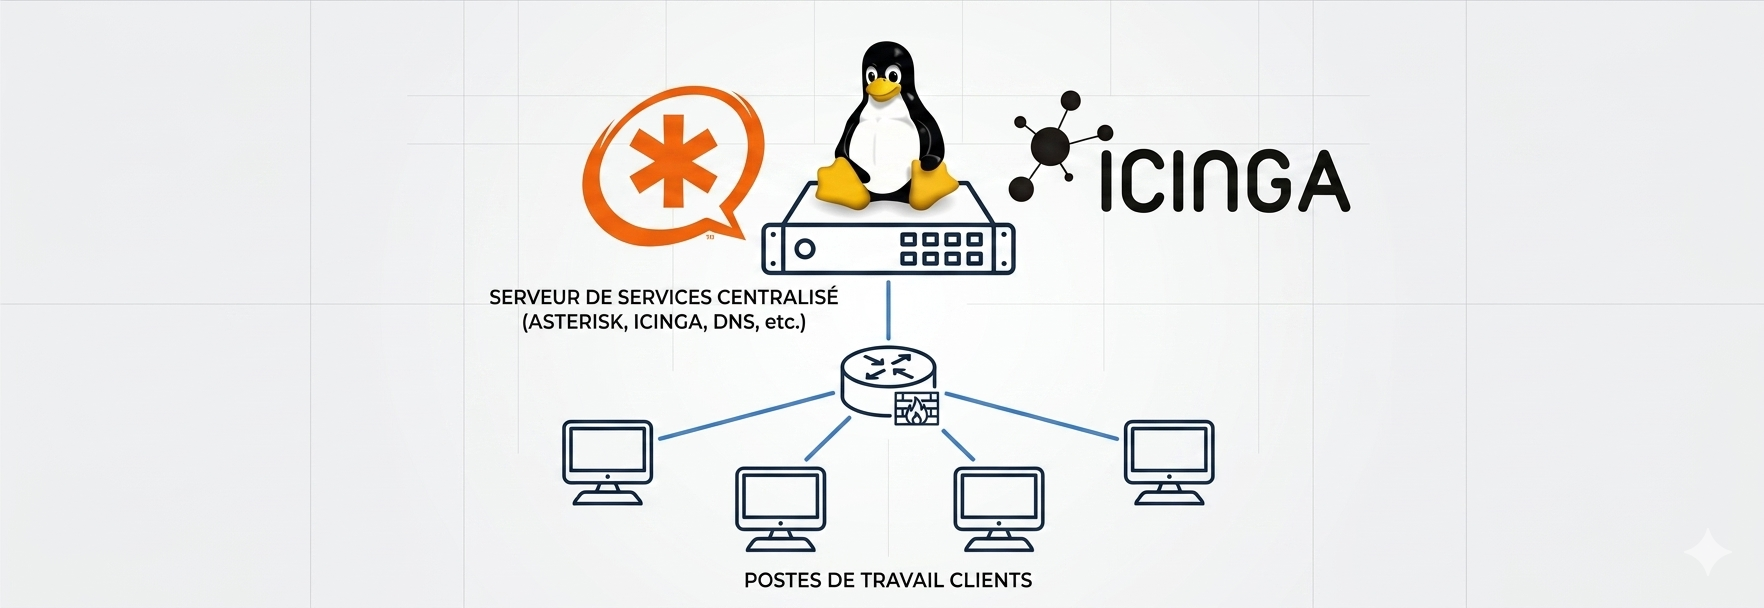 ICINGA
SERVEUR DE SERVICES CENTRALISÉ
(ASTERISK, ICINGA, DNS, etc.)
POSTES DE TRAVAIL CLIENTS